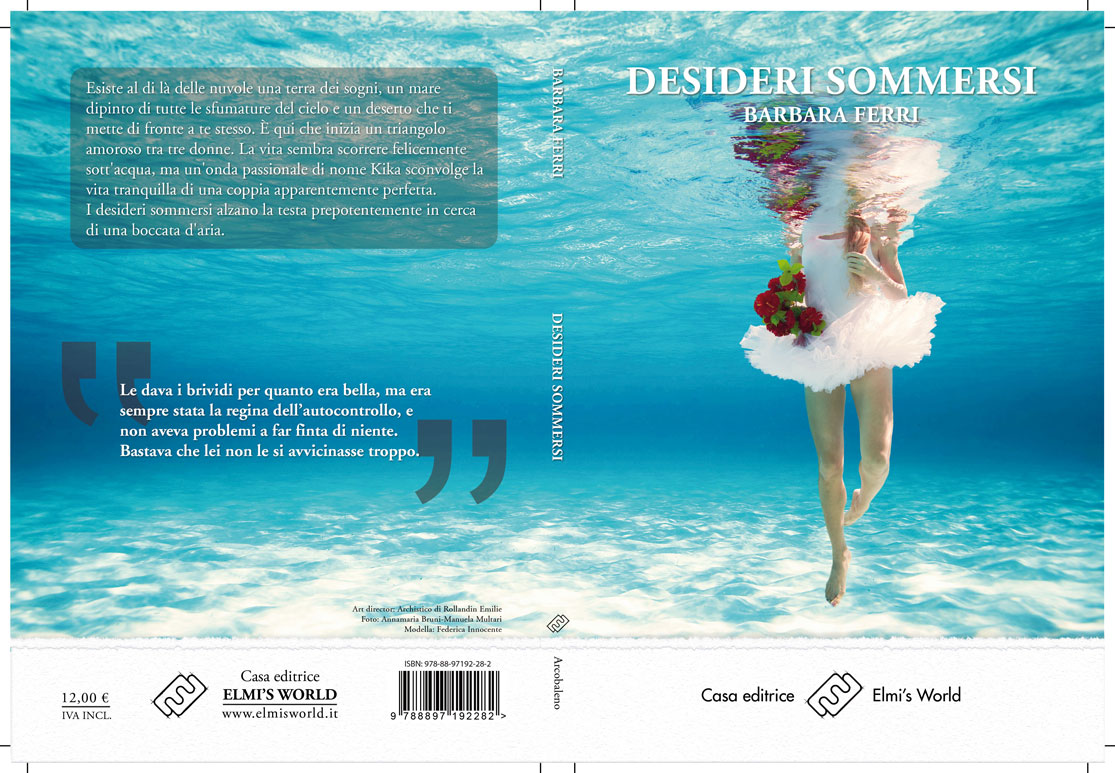 Esiste al di là delle nuvole una terra dei sogni, un mare
dipinto di tutte le sfumature del cielo e un deserto che ti
mette di fronte a te stesso. È qui che inizia un triangolo
amoroso tra tre donne. La vita sembra scorrere felicemente
sott'acqua, ma un'onda passionale di nome Kika sconvolge la
vita tranquilla di una coppia apparentemente perfetta.
I desideri sommersi alzano la testa prepotentemente in cerca
di una boccata d'aria.
Le dava i brividi per quanto era bella, ma era
sempre stata la regina dell’autocontrollo, e
non aveva problemi a far finta di niente.
Bastava che lei non le si avvicinasse troppo.
Art director: Archistico di Rollandin Emilie
Foto: Annamaria Bruni-Manuela Multari
Modella: Federica Innocente
12,00 €
IVA INCL.
Casa editrice
ELMI'S WORLD
www.elmisworld.it
ISBN: 978-88-97192-28-2
9 788897 192282 >
BARBARA FERRI
DESIDERI SOMMERSI
Arcobaleno
DESIDERI SOMMERSI
BARBARA FERRI
Casa editrice
Elmi's World